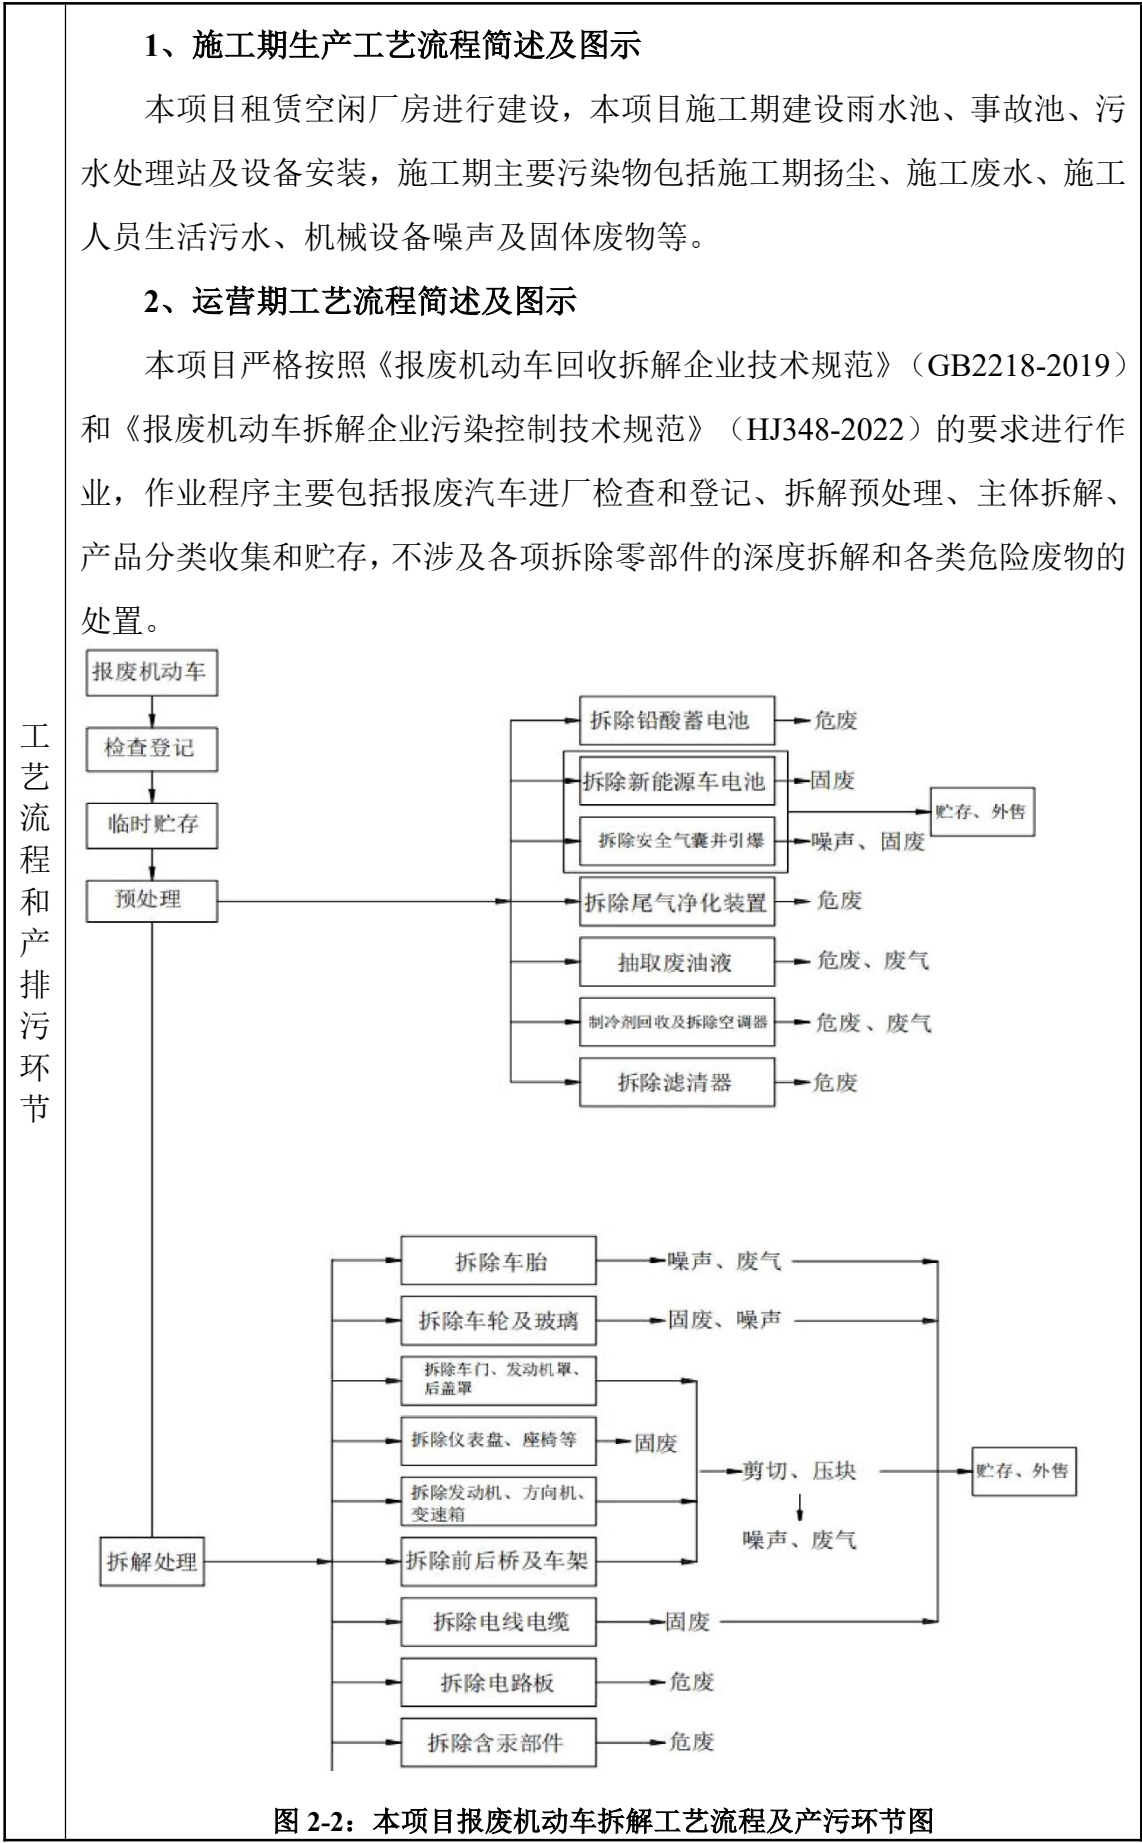 1、施工期生产工艺流程简述及图示
本项目租赁空闲厂房进行建设，本项目施工期建设雨水池、事故池、污
水处理站及设备安装，施工期主要污染物包括施工期扬尘、施工废水、施工
人员生活污水、机械设备噪声及固体废物等。
2、运营期工艺流程简述及图示
本项目严格按照《报废机动车回收拆解企业技术规范》（GB2218-2019）
和《报废机动车拆解企业污染控制技术规范》（HJ348-2022）的要求进行作
业，作业程序主要包括报废汽车进厂检查和登记、拆解预处理、主体拆解、
产品分类收集和贮存，不涉及各项拆除零部件的深度拆解和各类危险废物的
处置。
工艺流程和产排污环节
报废机动车
检查登记
临时贮存
预处理
拆除铅酸蓄电池
危废
拆除新能源车电池
固废
拆除安全气囊并引爆
噪声、固废
贮存、外售
拆除尾气净化装置
危废
抽取废油液
危废、废气
制冷剂回收及拆除空调器
危废、废气
拆除滤清器
危废
拆解处理
拆除车胎
噪声、废气
拆除车轮及玻璃
固废、噪声
拆除车门、发动机罩、
后盖罩
拆除仪表盘、座椅等
固废
拆除发动机、方向机、
变速箱
拆除前后桥及车架
剪切、压块
噪声、废气
贮存、外售
拆除电线电缆
固废
拆除电路板
危废
拆除含汞部件
危废
图 2-2：本项目报废机动车拆解工艺流程及产污环节图